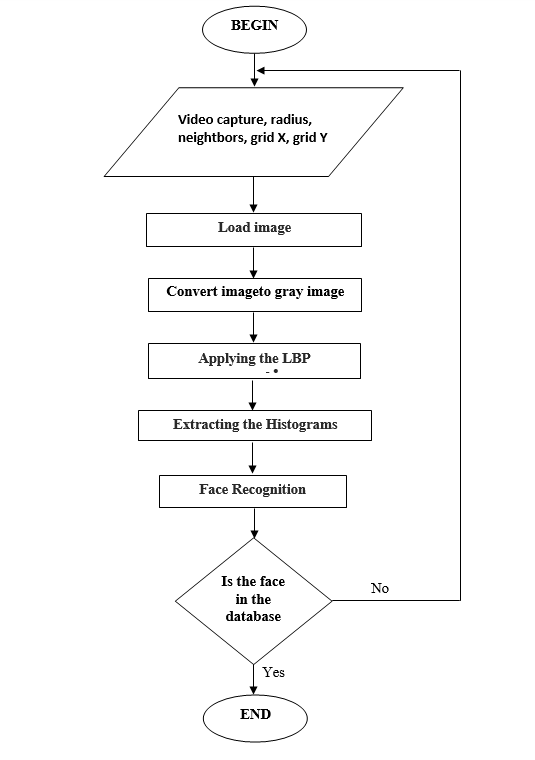 BEGIN
Video capture, radius,
neightbors, grid X, grid Y
Load image
Convert imageto gray image
Applying the LBP
Extracting the Histograms
Face Recognition
Is the face
in the
database
No
Yes
END